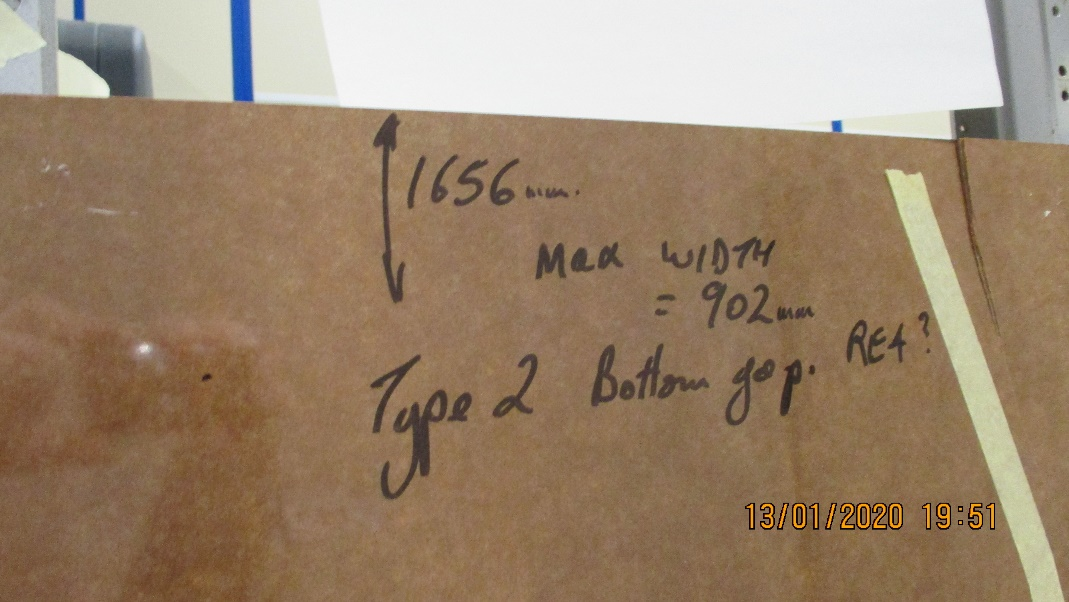 1656mm.
Max WIDTH
= 902mm
Type 2 Bottom gap. RE4?
13/01/2020 19:51